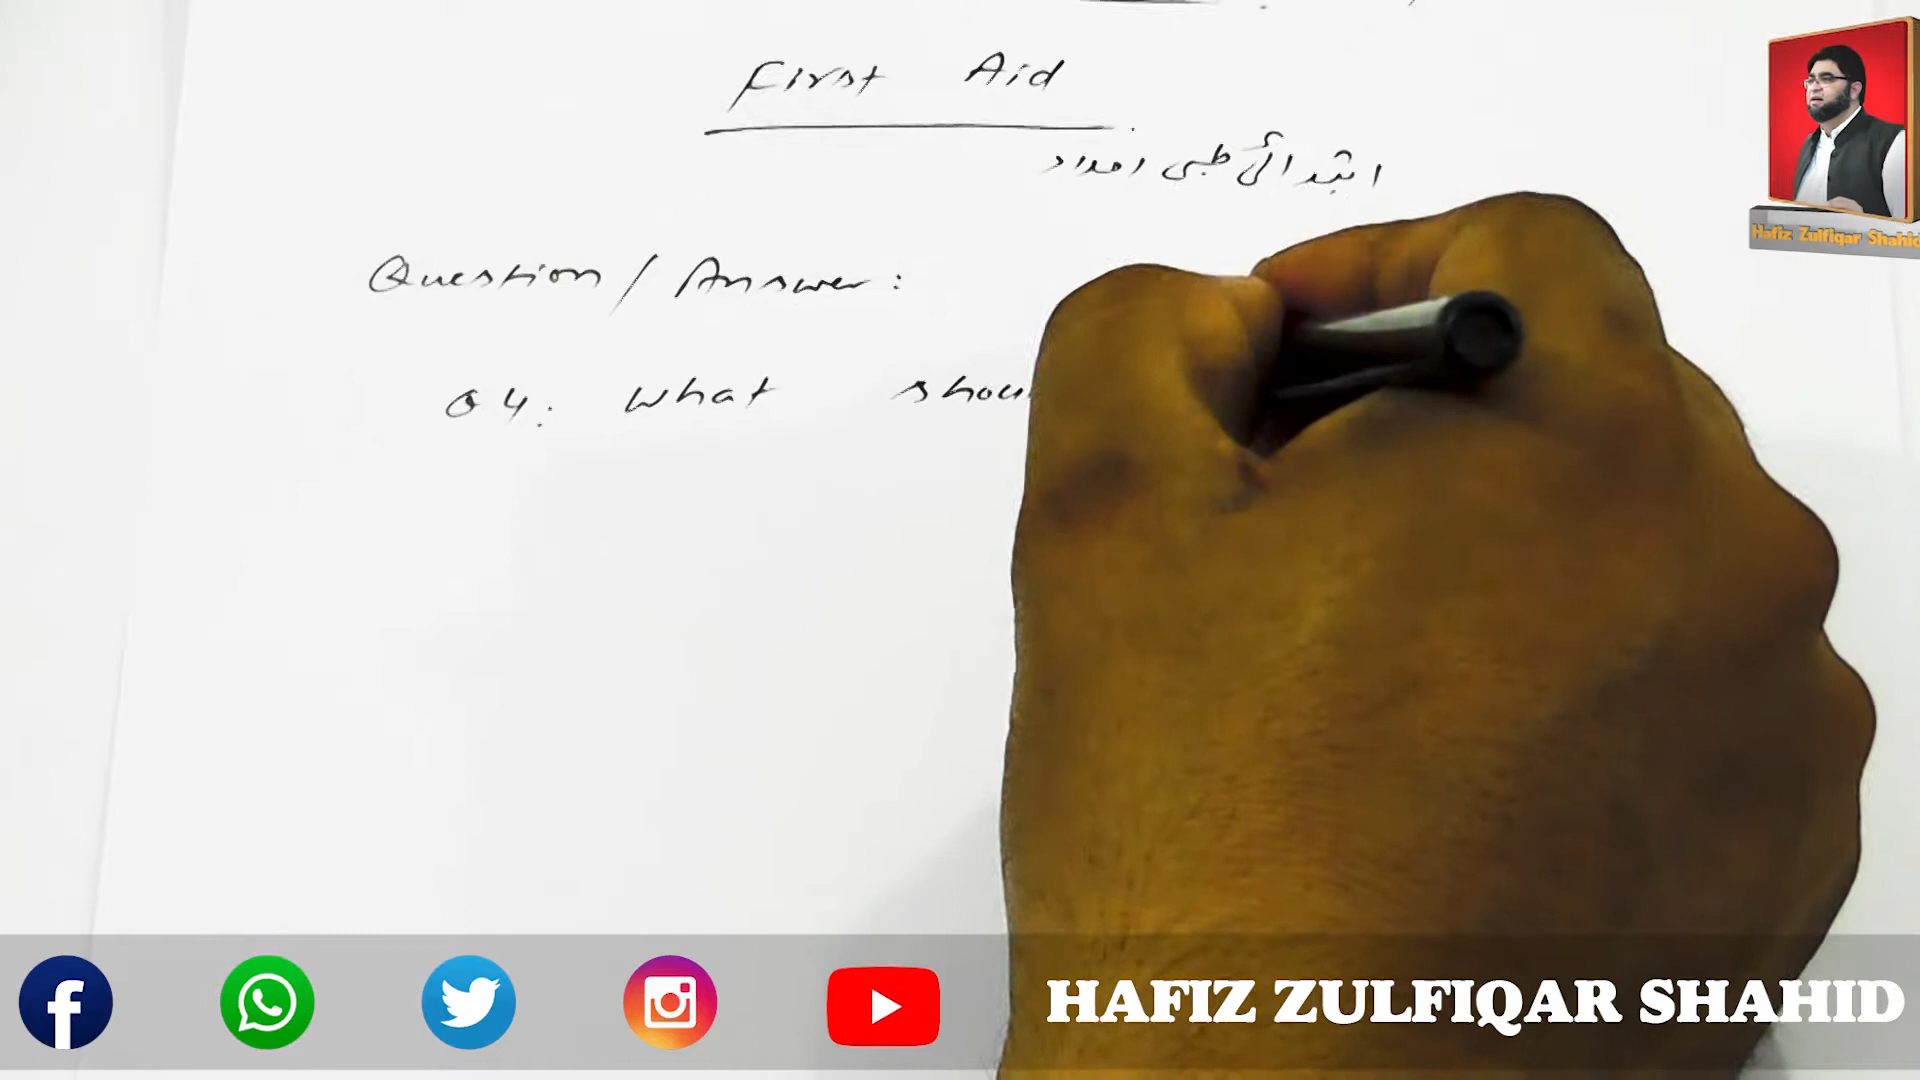 First Aid
ابتدائی طبی امداد
Question / Answer:
Q4. What shou
Hafiz Zulfiqar Shahid
HAFIZ ZULFIQAR SHAHID